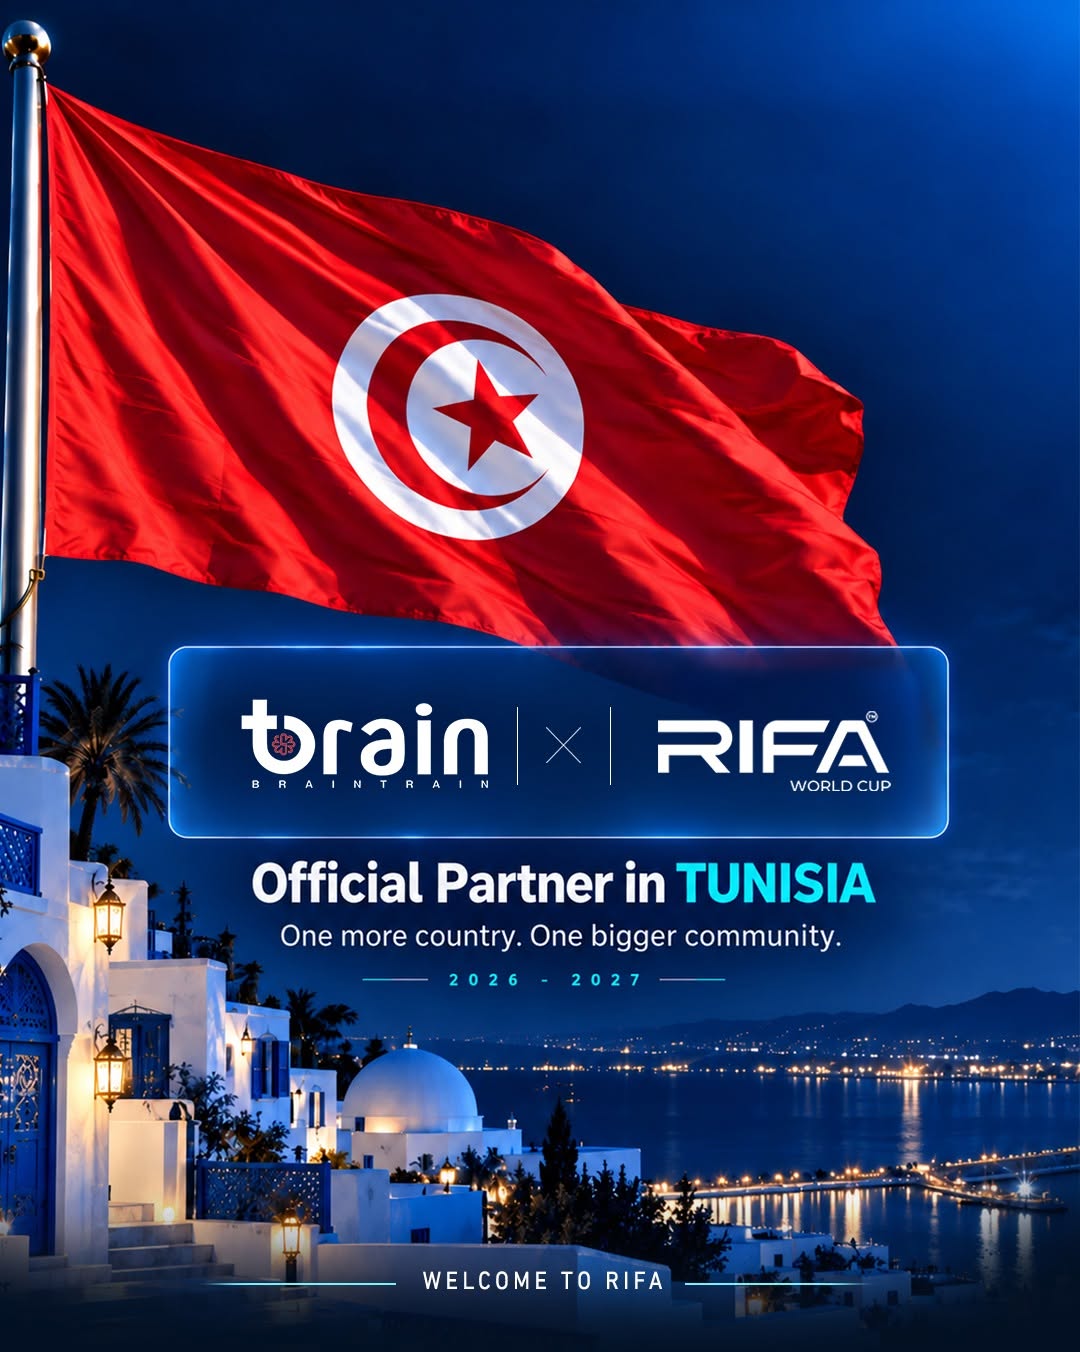 brain
BRAINTRAIN
RIFA™
WORLD CUP
Official Partner in TUNISIA
One more country. One bigger community.
2026 - 2027
WELCOME TO RIFA